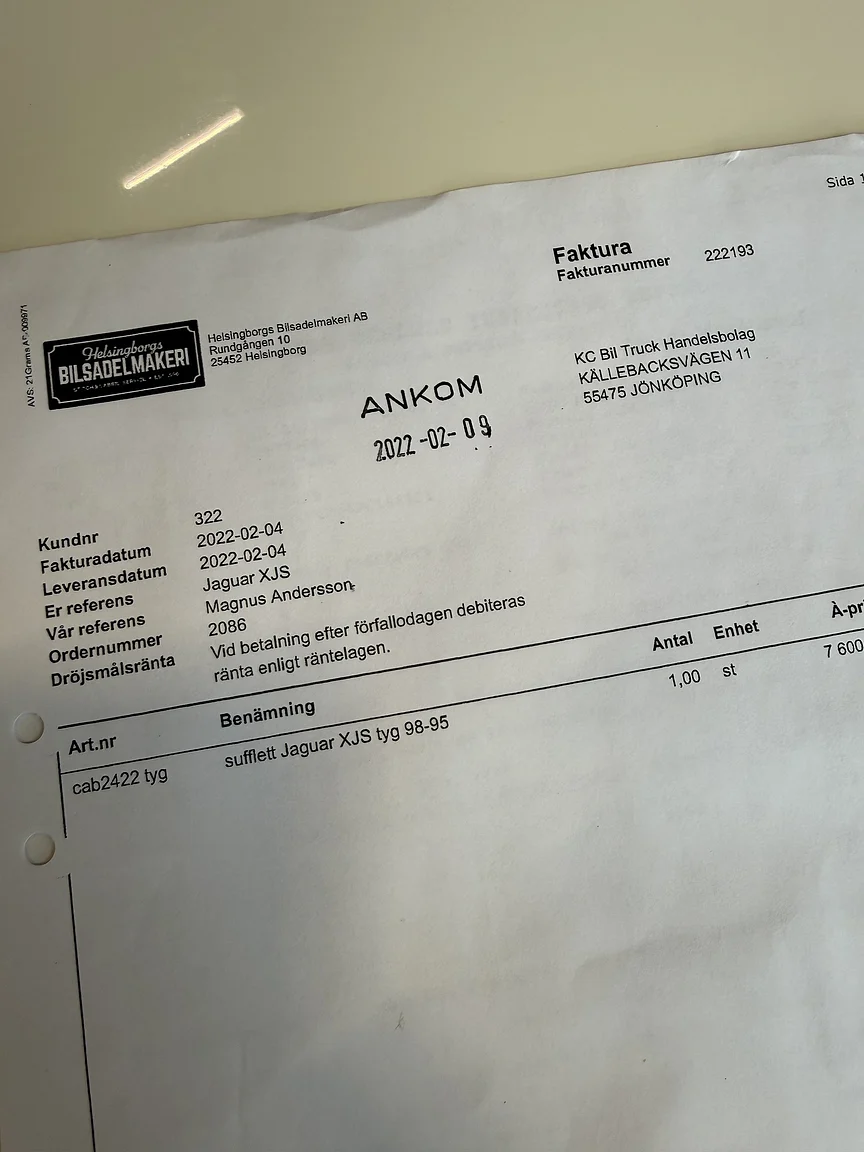 Sida 1
Faktura
Fakturanummer 222193
AVS: 21Grams
Helsingborgs
BILSADELMAKERI
Helsingborgs Bilsadelmakeri AB
Rundgången 10
25452 Helsingborg
KC Bil Truck Handelsbolag
KÄLLEBACKSVÄGEN 11
55475 JÖNKÖPING
ANKOM
2022-02-09
Kundnr 322
Fakturadatum 2022-02-04
Leveransdatum 2022-02-04
Er referens Jaguar XJS
Vår referens Magnus Andersson
Ordernummer 2086
Dröjsmålsränta Vid betalning efter förfallodagen debiteras
ränta enligt räntelagen.
Art.nr Benämning Antal Enhet À-pr
cab2422 tyg sufflett Jaguar XJS tyg 98-95 1,00 st 7 600